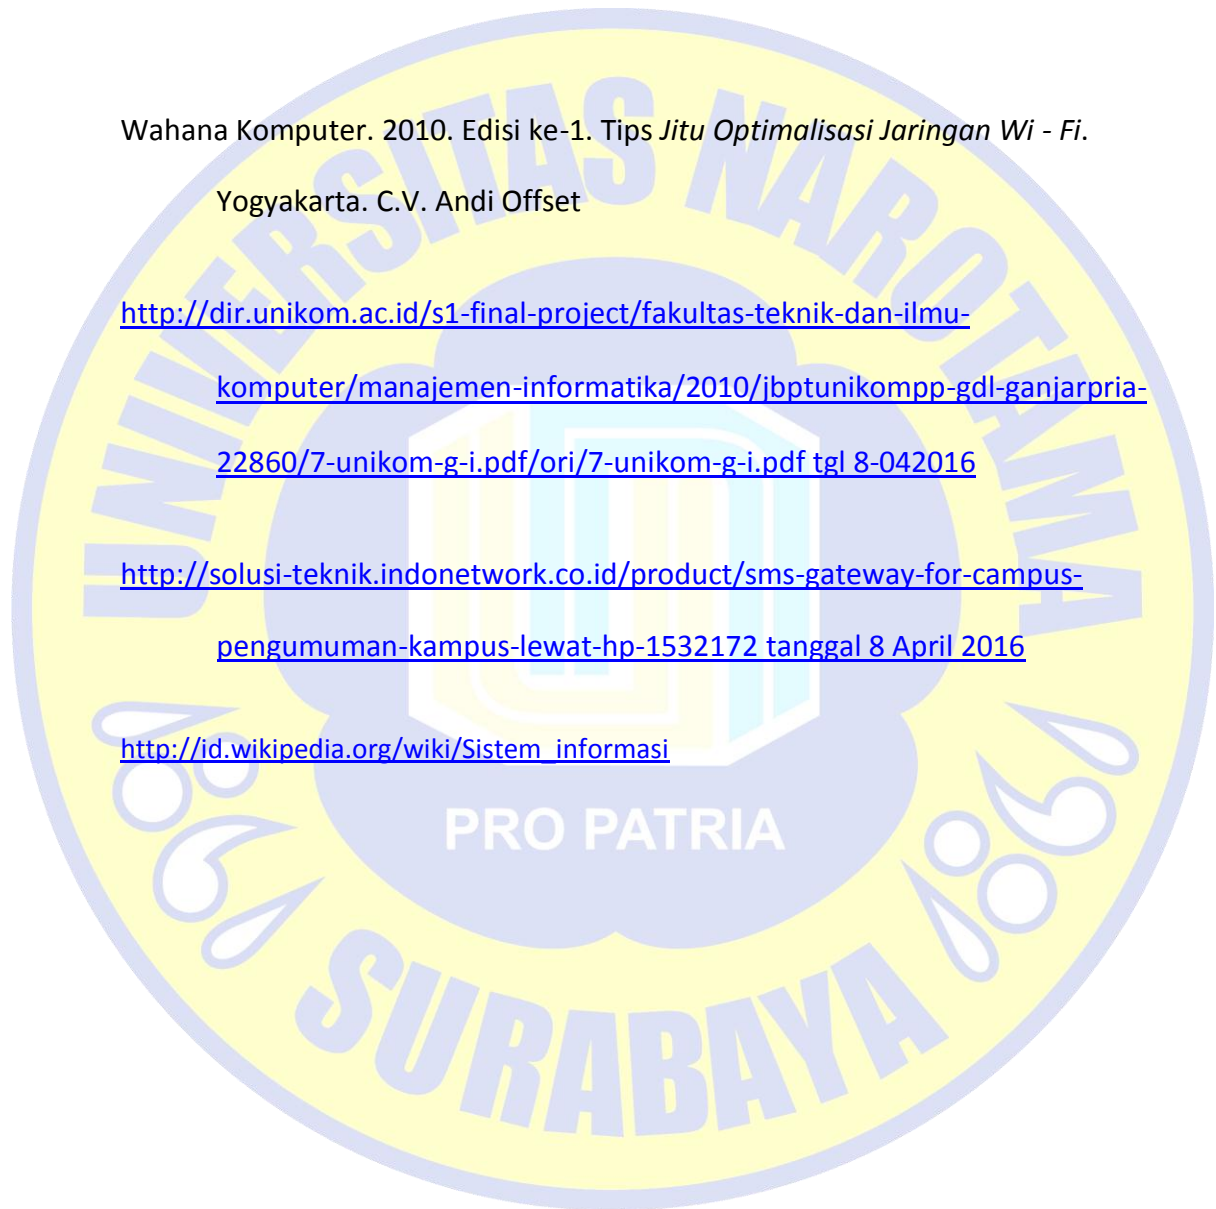 Wahana Komputer. 2010. Edisi ke-1. Tips Jitu Optimalisasi Jaringan Wi - Fi.
Yogyakarta. C.V. Andi Offset
http://dir.unikom.ac.id/s1-final-project/fakultas-teknik-dan-ilmu-
komputer/manajemen-informatika/2010/jbptunikompp-gdl-ganjarpria-
22860/7-unikom-g-i.pdf/ori/7-unikom-g-i.pdf tgl 8-042016
http://solusi-teknik.indonetwork.co.id/product/sms-gateway-for-campus-
pengumuman-kampus-lewat-hp-1532172 tanggal 8 April 2016
http://id.wikipedia.org/wiki/Sistem_informasi
UNIVERSITAS NAROTAMA
PRO PATRIA
SURABAYA